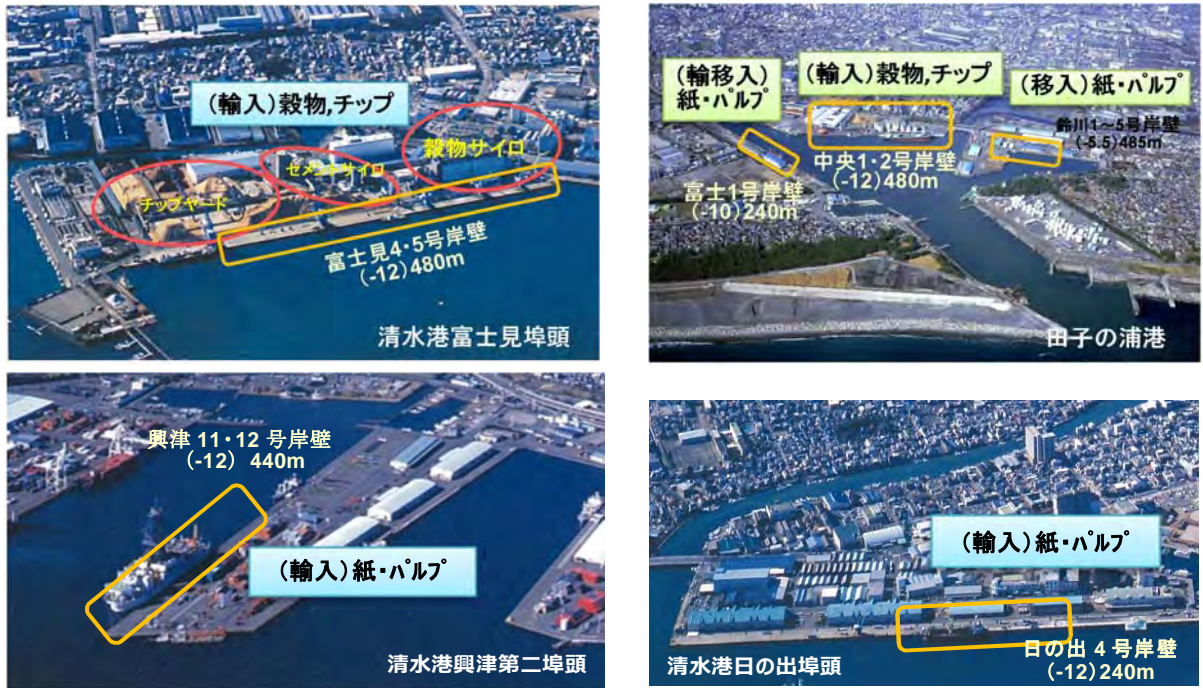 (輸入)穀物,チップ
チップヤード
セメントサイロ
穀物サイロ
富士見4・5号岸壁
(-12)480m
清水港富士見埠頭
(輸移入)
紙・パルプ
(輸入)穀物,チップ
(移入)紙・パルプ
鈴川1~5号岸壁
(-5.5)485m
中央1・2号岸壁
(-12)480m
富士1号岸壁
(-10)240m
田子の浦港
興津 11・12 号岸壁
(-12) 440m
(輸入)紙・パルプ
清水港興津第二埠頭
(輸入)紙・パルプ
日の出 4 号岸壁
(-12)240m
清水港日の出埠頭